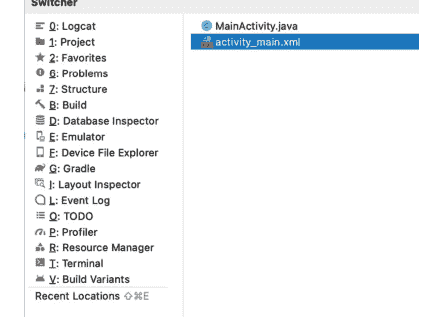 Switcher
0: Logcat
1: Project
2: Favorites
6: Problems
7: Structure
B: Build
D: Database Inspector
E: Emulator
F: Device File Explorer
G: Gradle
I: Layout Inspector
L: Event Log
O: TODO
P: Profiler
R: Resource Manager
T: Terminal
V: Build Variants
Recent Locations ⇧⌘E
MainActivity.java
activity_main.xml